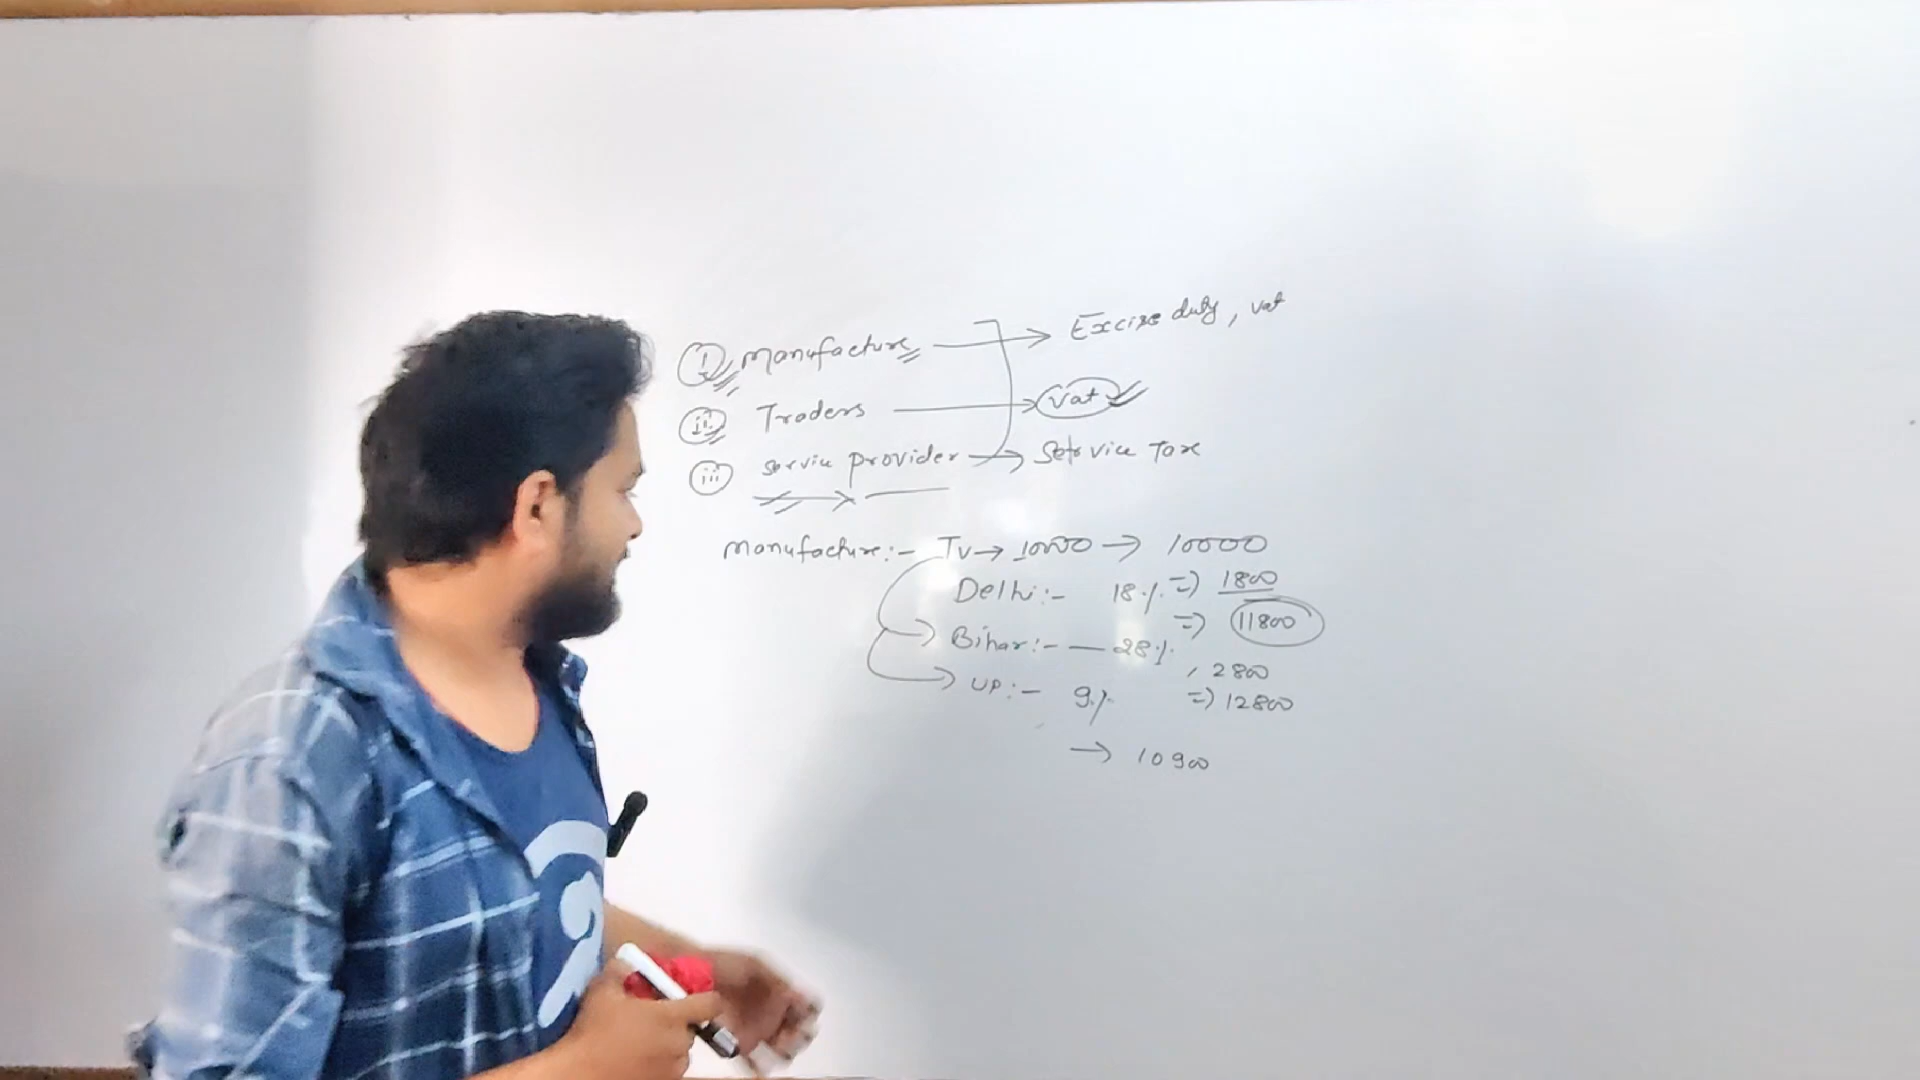 (i) manufacture → Excise duty, vat
(ii) Traders → vat
(iii) service provider → Service Tax
manufacture:- TV → 10000 → 10000
Delhi:- 18% => 1800
=> 11800
Bihar:- — 28%
, 2800
UP:- 9% => 12800
→ 10900